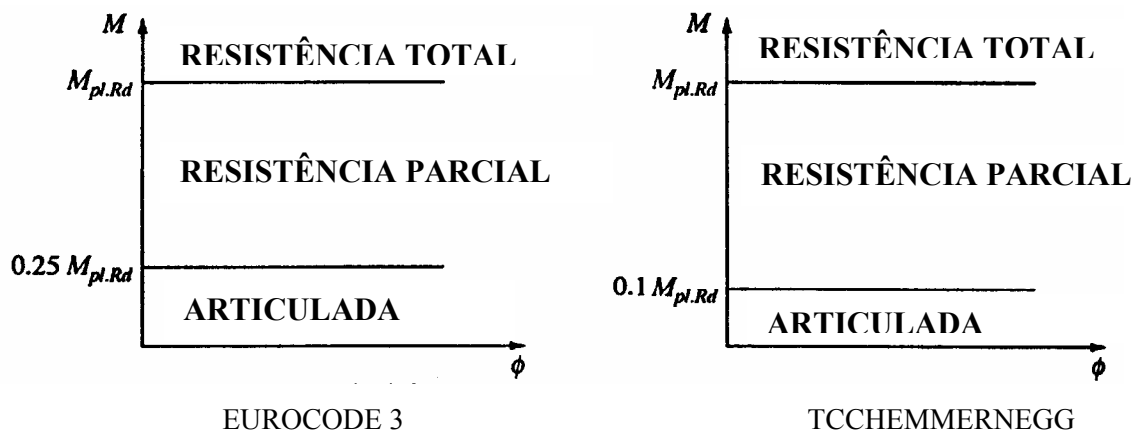 M
RESISTÊNCIA TOTAL
M_pl.Rd
RESISTÊNCIA PARCIAL
0.25 M_pl.Rd
ARTICULADA
ϕ
EUROCODE 3
M
RESISTÊNCIA TOTAL
M_pl.Rd
RESISTÊNCIA PARCIAL
0.1 M_pl.Rd
ARTICULADA
ϕ
TCCHEMMERNEGG